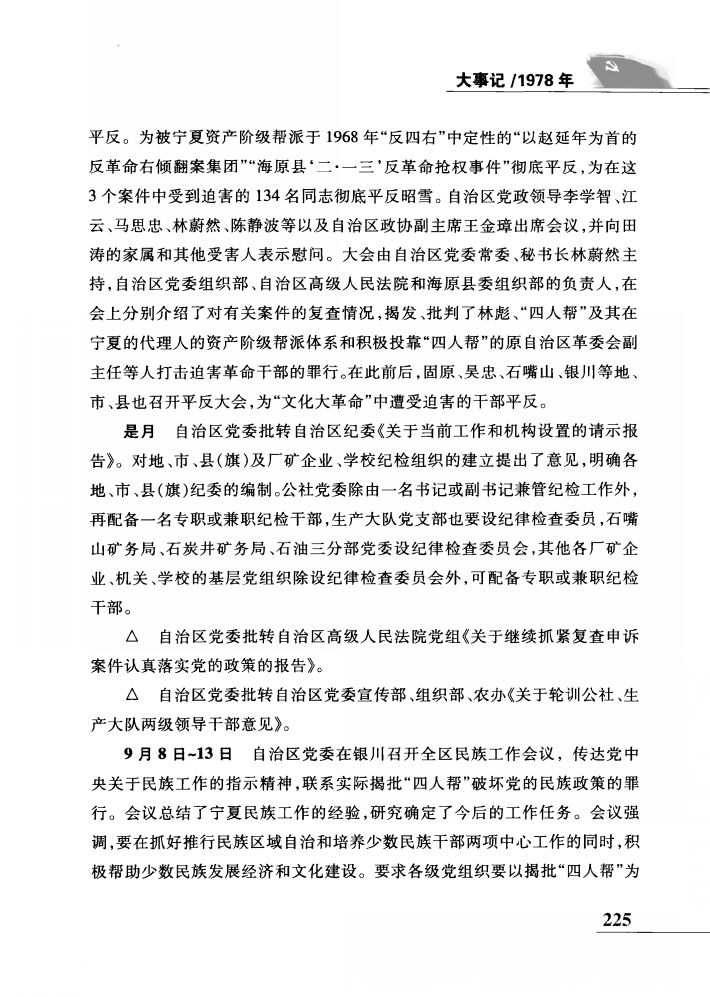 大事记/1978年
平反。为被宁夏资产阶级帮派于1968年“反四右”中定性的“以赵延年为首的
反革命右倾翻案集团”“海原县‘二·一三’反革命抢权事件”彻底平反,为在这
3个案件中受到迫害的134名同志彻底平反昭雪。自治区党政领导李学智、江
云、马思忠、林蔚然、陈静波等以及自治区政协副主席王金璋出席会议,并向田
涛的家属和其他受害人表示慰问。大会由自治区党委常委、秘书长林蔚然主
持,自治区党委组织部、自治区高级人民法院和海原县委组织部的负责人,在
会上分别介绍了对有关案件的复查情况,揭发、批判了林彪、“四人帮”及其在
宁夏的代理人的资产阶级帮派体系和积极投靠“四人帮”的原自治区革委会副
主任等人打击迫害革命干部的罪行。在此前后,固原、吴忠、石嘴山、银川等地、
市、县也召开平反大会,为“文化大革命”中遭受迫害的干部平反。
是月 自治区党委批转自治区纪委《关于当前工作和机构设置的请示报
告》。对地、市、县(旗)及厂矿企业、学校纪检组织的建立提出了意见,明确各
地、市、县(旗)纪委的编制。公社党委除由一名书记或副书记兼管纪检工作外,
再配备一名专职或兼职纪检干部,生产大队党支部也要设纪律检查委员,石嘴
山矿务局、石炭井矿务局、石油三分部党委设纪律检查委员会,其他各厂矿企
业、机关、学校的基层党组织除设纪律检查委员会外,可配备专职或兼职纪检
干部。
△ 自治区党委批转自治区高级人民法院党组《关于继续抓紧复查申诉
案件认真落实党的政策的报告》。
△ 自治区党委批转自治区党委宣传部、组织部、农办《关于轮训公社、生
产大队两级领导干部意见》。
9月8日~13日 自治区党委在银川召开全区民族工作会议,传达党中
央关于民族工作的指示精神,联系实际揭批“四人帮”破坏党的民族政策的罪
行。会议总结了宁夏民族工作的经验,研究确定了今后的工作任务。会议强
调,要在抓好推行民族区域自治和培养少数民族干部两项中心工作的同时,积
极帮助少数民族发展经济和文化建设。要求各级党组织要以揭批“四人帮”为
225